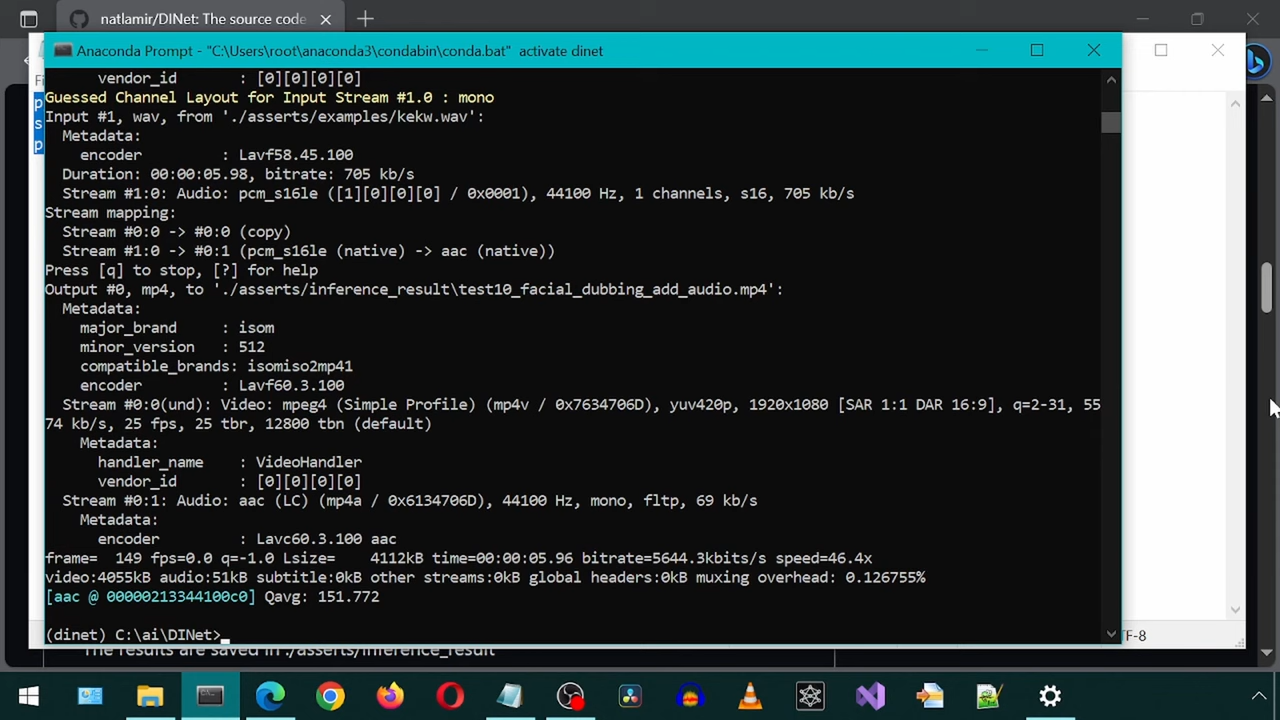 natlamir/DINet: The source code
Anaconda Prompt - "C:\Users\root\anaconda3\condabin\conda.bat" activate dinet
Fi
p
s
p
vendor_id : [0][0][0][0]
Guessed Channel Layout for Input Stream #1.0 : mono
Input #1, wav, from './asserts/examples/kekw.wav':
Metadata:
encoder : Lavf58.45.100
Duration: 00:00:05.98, bitrate: 705 kb/s
Stream #1:0: Audio: pcm_s16le ([1][0][0][0] / 0x0001), 44100 Hz, 1 channels, s16, 705 kb/s
Stream mapping:
Stream #0:0 -> #0:0 (copy)
Stream #1:0 -> #0:1 (pcm_s16le (native) -> aac (native))
Press [q] to stop, [?] for help
Output #0, mp4, to './asserts/inference_result\test10_facial_dubbing_add_audio.mp4':
Metadata:
major_brand : isom
minor_version : 512
compatible_brands: isomiso2mp41
encoder : Lavf60.3.100
Stream #0:0(und): Video: mpeg4 (Simple Profile) (mp4v / 0x7634706D), yuv420p, 1920x1080 [SAR 1:1 DAR 16:9], q=2-31, 55
74 kb/s, 25 fps, 25 tbr, 12800 tbn (default)
Metadata:
handler_name : VideoHandler
vendor_id : [0][0][0][0]
Stream #0:1: Audio: aac (LC) (mp4a / 0x6134706D), 44100 Hz, mono, fltp, 69 kb/s
Metadata:
encoder : Lavc60.3.100 aac
frame= 149 fps=0.0 q=-1.0 Lsize= 4112kB time=00:00:05.96 bitrate=5644.3kbits/s speed=46.4x
video:4055kB audio:51kB subtitle:0kB other streams:0kB global headers:0kB muxing overhead: 0.126755%
[aac @ 00000213344100c0] Qavg: 151.772
(dinet) C:\ai\DINet>
TF-8
The results are saved in ./asserts/inference_result